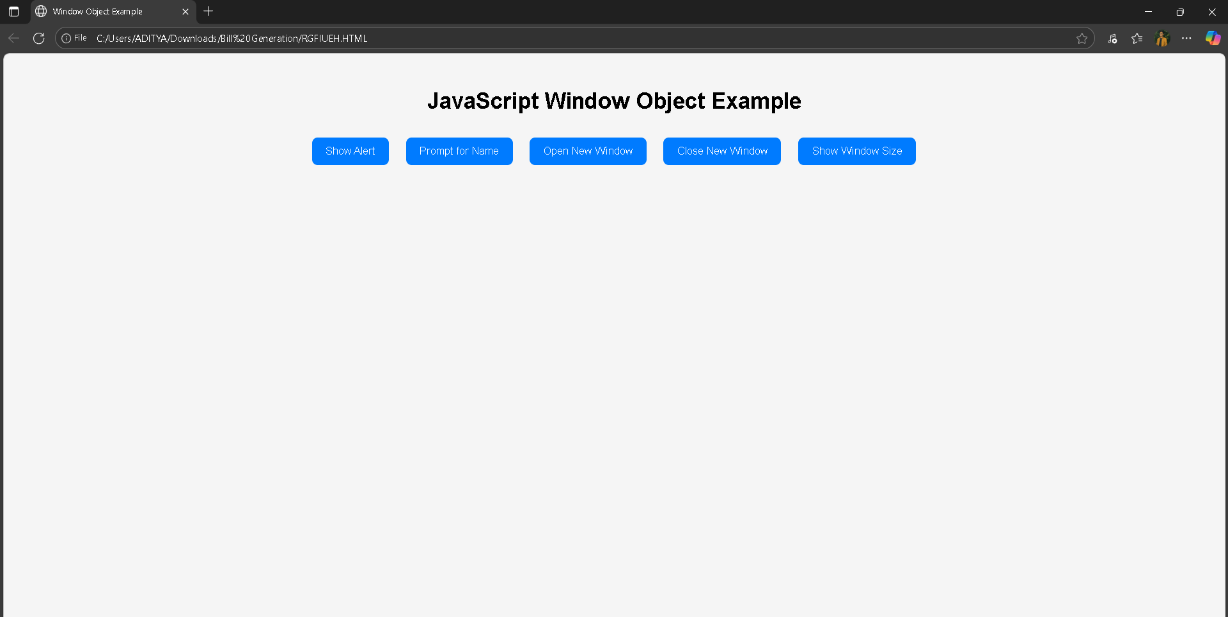 Window Object Example
File C:/Users/ADITYA/Downloads/Bill%20Generation/RGFIUEH.HTML
JavaScript Window Object Example
Show Alert Prompt for Name Open New Window Close New Window Show Window Size